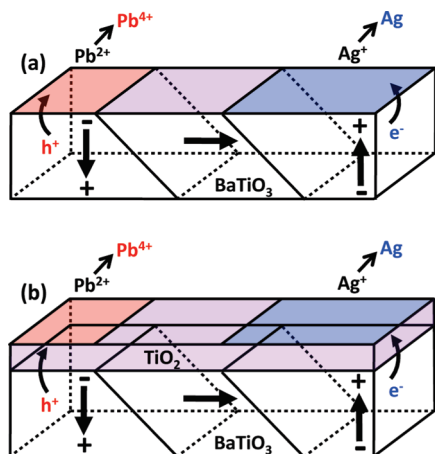 Pb⁴⁺ Ag
(a) Pb²⁺ Ag⁺
- +
h⁺ e⁻
+ BaTiO₃ -
Pb⁴⁺ Ag
(b) Pb²⁺ Ag⁺
TiO₂
- +
h⁺ e⁻
+ BaTiO₃ -